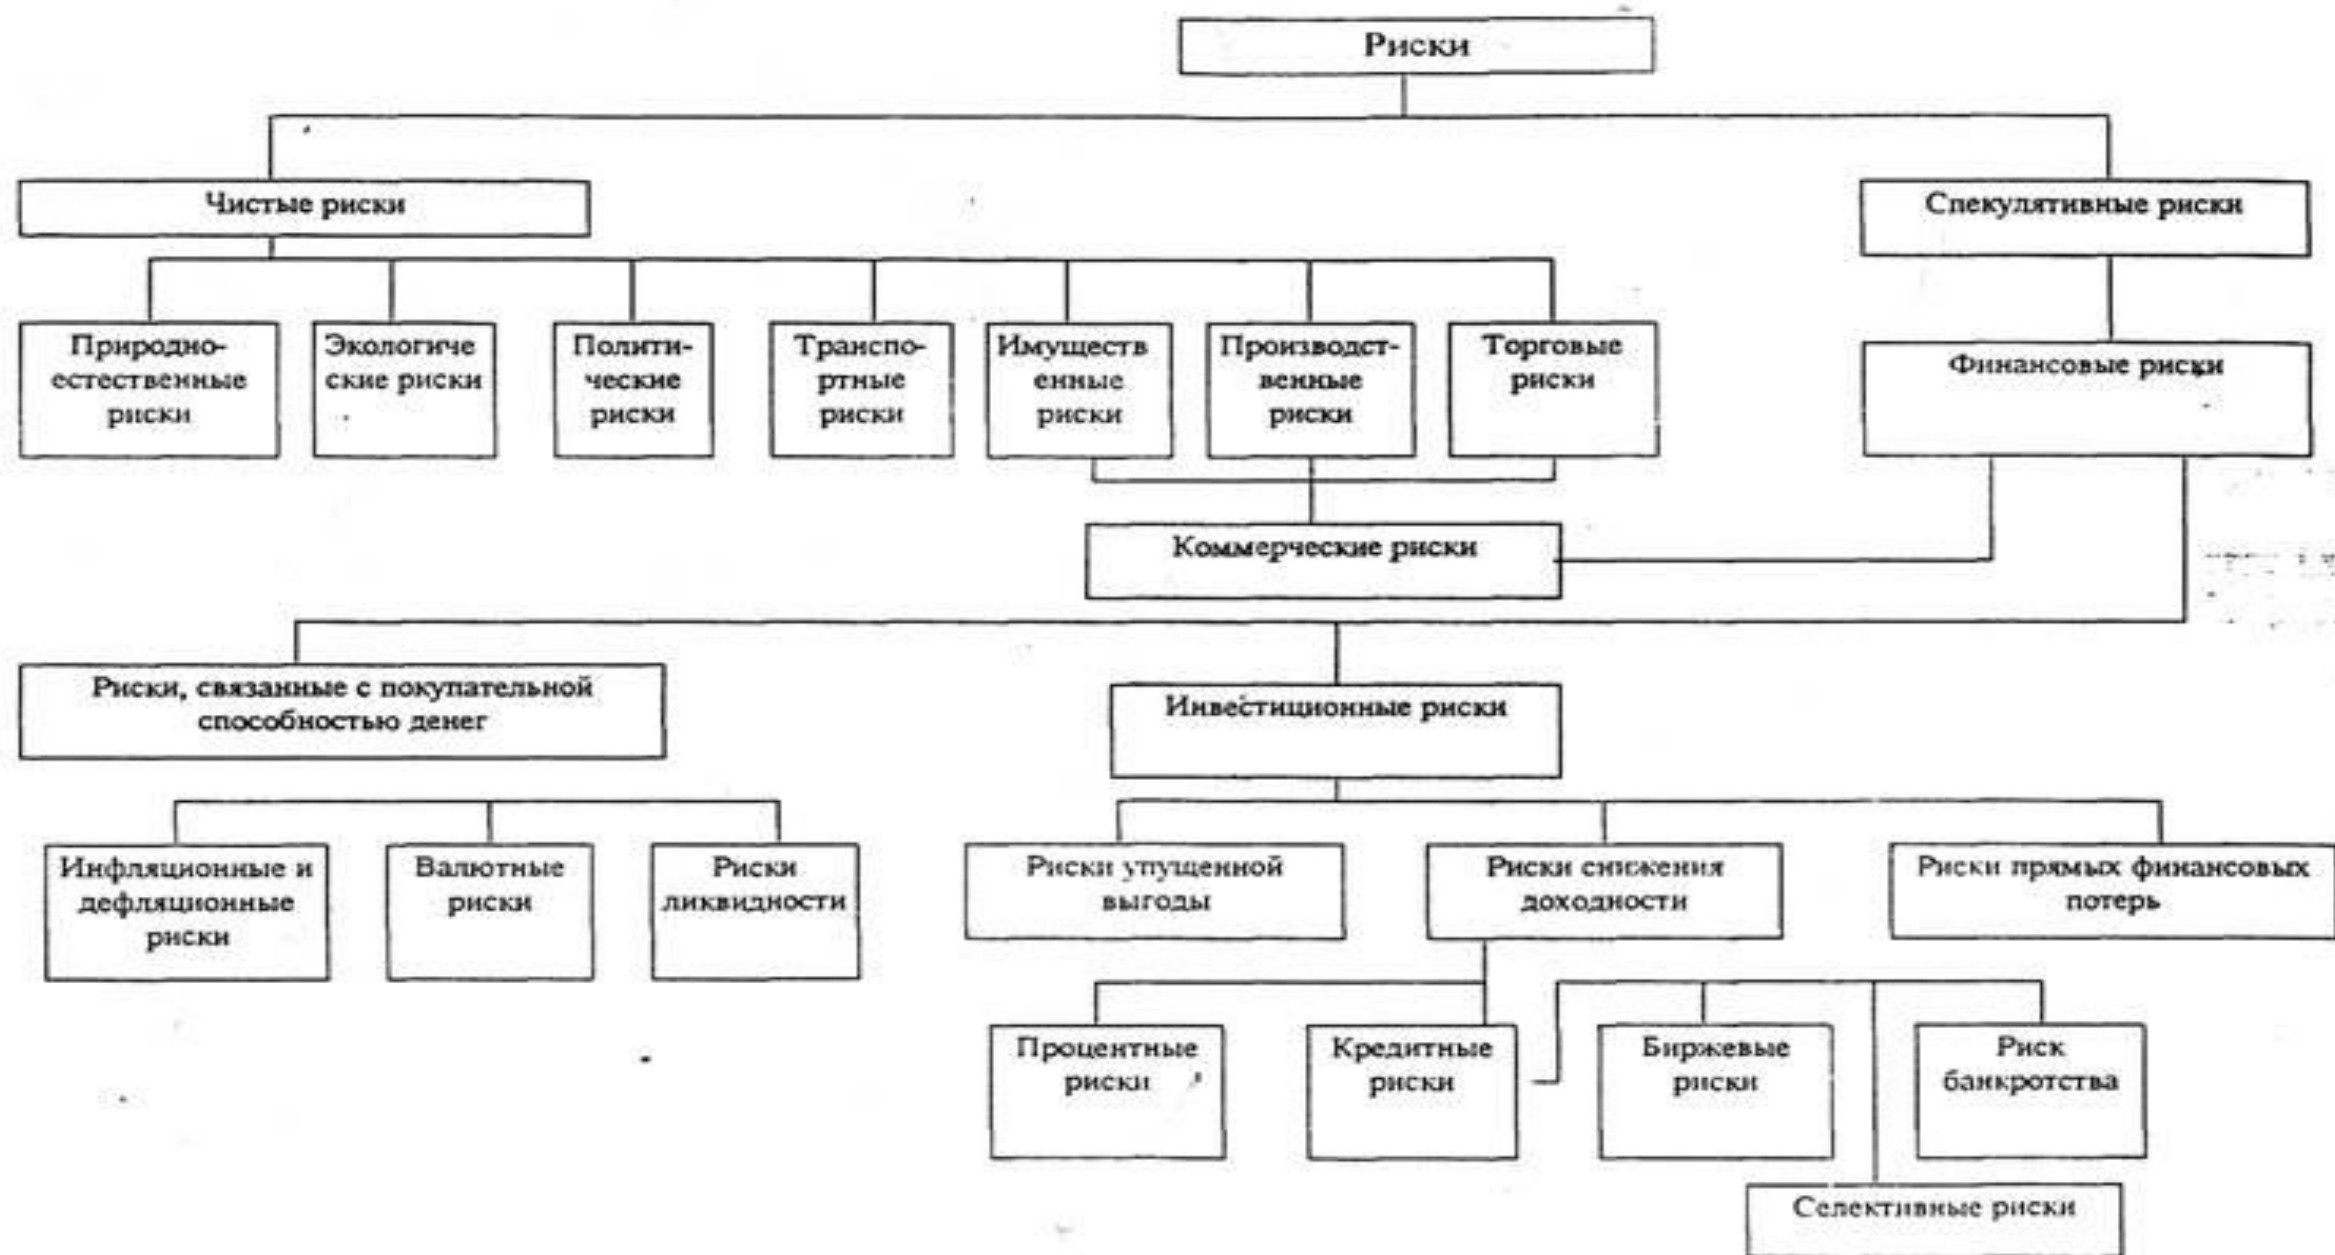 Риски
Чистые риски
Спекулятивные риски
Природно-
естественные
риски
Экологиче
ские риски
Полити-
ческие
риски
Транспо-
ртные
риски
Имуществ
енные
риски
Производст-
венные
риски
Торговые
риски
Финансовые риски
Коммерческие риски
Риски, связанные с покупательной
способностью денег
Инвестиционные риски
Инфляционные и
дефляционные
риски
Валютные
риски
Риски
ликвидности
Риски упущенной
выгоды
Риски снижения
доходности
Риски прямых финансовых
потерь
Процентные
риски
Кредитные
риски
Биржевые
риски
Риск
банкротства
Селективные риски